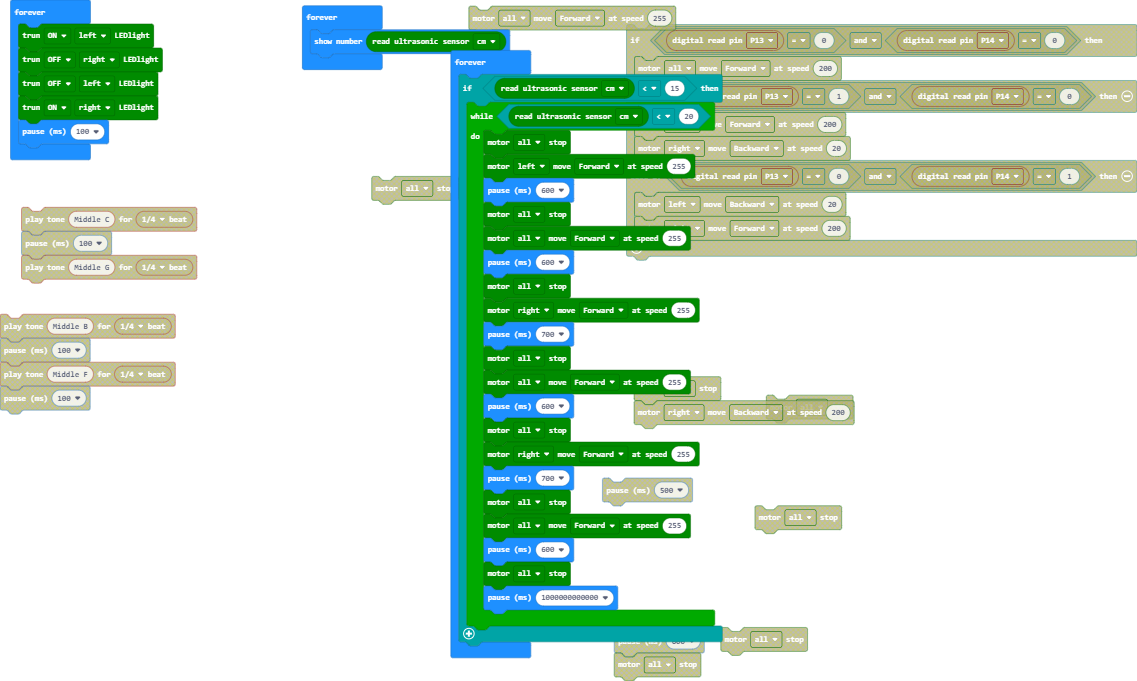 forever
trun ON left LEDlight
trun OFF right LEDlight
trun OFF left LEDlight
trun ON right LEDlight
pause (ms) 100
play tone Middle C for 1/4 beat
pause (ms) 100
play tone Middle G for 1/4 beat
play tone Middle B for 1/4 beat
pause (ms) 100
play tone Middle F for 1/4 beat
pause (ms) 100
forever
show number read ultrasonic sensor cm
motor all sto
motor all move Forward at speed 255
forever
if read ultrasonic sensor cm < 15 then
while read ultrasonic sensor cm < 20
do
motor all stop
motor left move Forward at speed 255
pause (ms) 600
motor all stop
motor all move Forward at speed 255
pause (ms) 600
motor all stop
motor right move Forward at speed 255
pause (ms) 700
motor all stop
motor all move Forward at speed 255
pause (ms) 600
motor all stop
motor right move Forward at speed 255
pause (ms) 700
motor all stop
motor all move Forward at speed 255
pause (ms) 600
motor all stop
pause (ms) 1000000000000
if digital read pin P13 = 0 and digital read pin P14 = 0 then
motor all move Forward at speed 200
read pin P13 = 1 and digital read pin P14 = 0 then
Forward at speed 200
motor right move Backward at speed 20
digital read pin P13 = 0 and digital read pin P14 = 1 then
motor left move Backward at speed 20
move Forward at speed 200
stop
motor right move Backward at speed 200
pause (ms) 500
motor all stop
motor all stop
pause (ms)
motor all stop